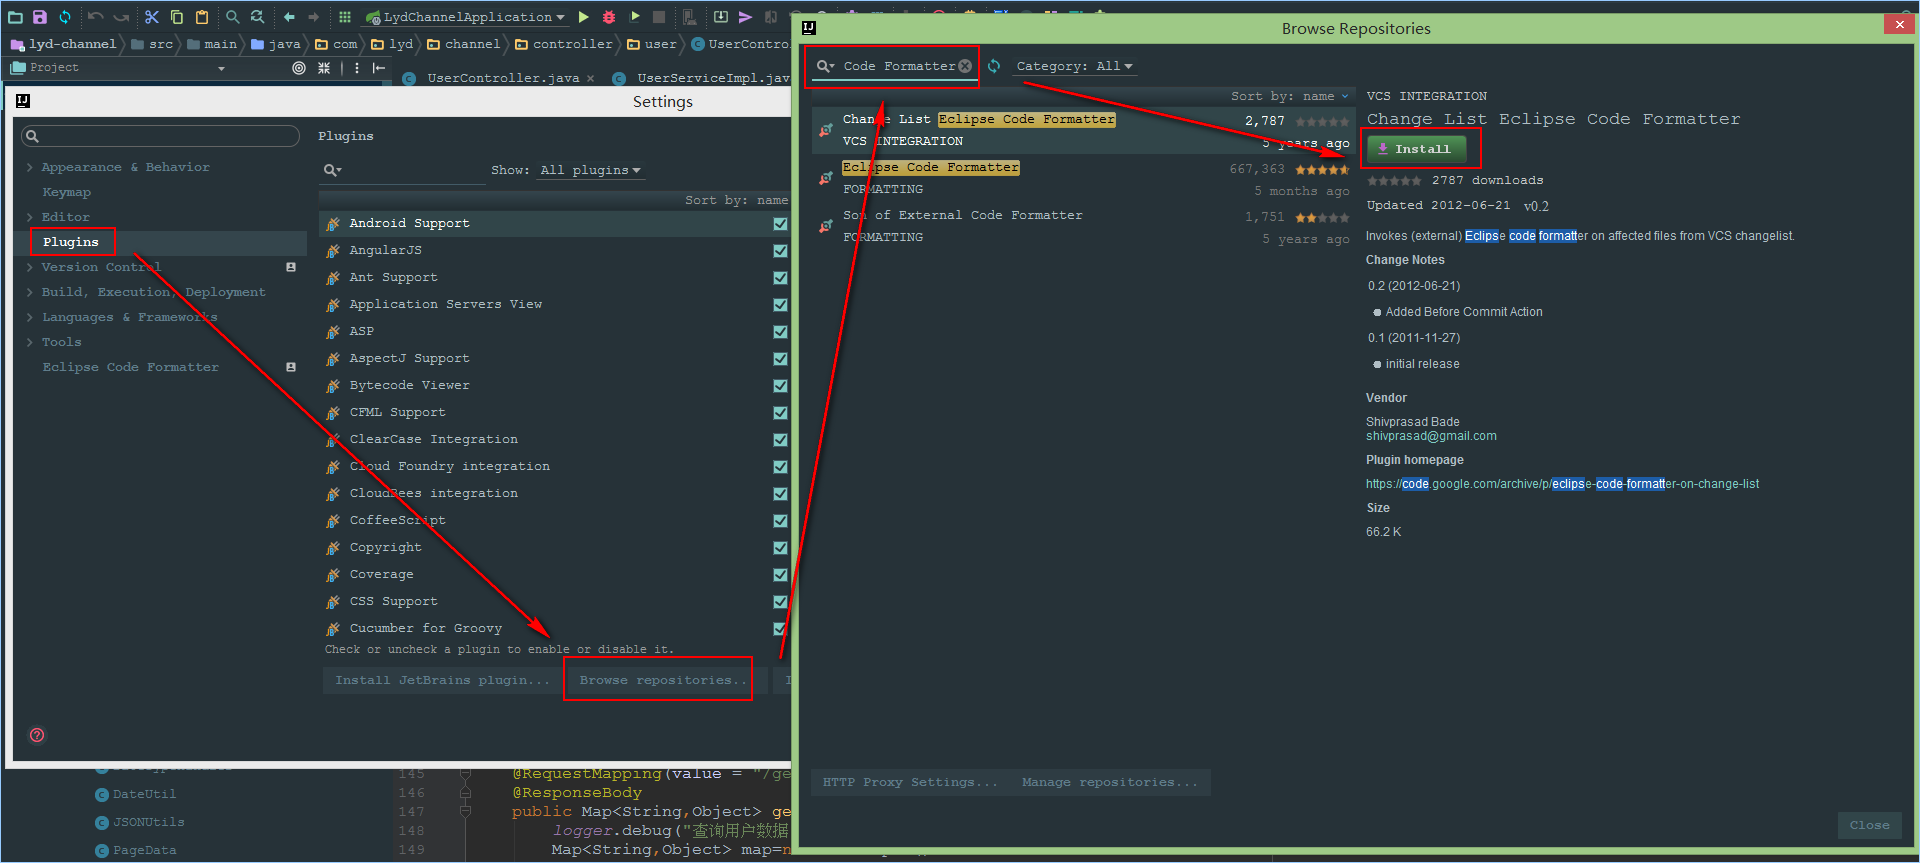 LydChannelApplication
lyd-channel src main java com lyd channel controller user UserContro
Project
UserController.java UserServiceImpl.jav
Settings
Appearance & Behavior
Keymap
Editor
Plugins
Version Control
Build, Execution, Deployment
Languages & Frameworks
Tools
Eclipse Code Formatter
Plugins
Show: All plugins
Sort by: name
Android Support
AngularJS
Ant Support
Application Servers View
ASP
AspectJ Support
Bytecode Viewer
CFML Support
ClearCase Integration
Cloud Foundry integration
CloudBees integration
CoffeeScript
Copyright
Coverage
CSS Support
Cucumber for Groovy
Check or uncheck a plugin to enable or disable it.
Install JetBrains plugin...
Browse repositories..
DateUtil
JSONUtils
PageData
145 @RequestMapping(value = "/ge
146 @ResponseBody
147 public Map<String,Object> ge
148 logger.debug("查询用户数据
149 Map<String,Object> map=n
Browse Repositories
Code Formatter
Category: All
Sort by: name
Change List Eclipse Code Formatter 2,787
VCS INTEGRATION 5 years ago
Eclipse Code Formatter 667,363
FORMATTING 5 months ago
Son of External Code Formatter 1,751
FORMATTING 5 years ago
HTTP Proxy Settings...
Manage repositories...
VCS INTEGRATION
Change List Eclipse Code Formatter
Install
2787 downloads
Updated 2012-06-21 v0.2
Invokes (external) Eclipse code formatter on affected files from VCS changelist.
Change Notes
0.2 (2012-06-21)
Added Before Commit Action
0.1 (2011-11-27)
initial release
Vendor
Shivprasad Bade
shivprasad@gmail.com
Plugin homepage
https://code.google.com/archive/p/eclipse-code-formatter-on-change-list
Size
66.2 K
Close